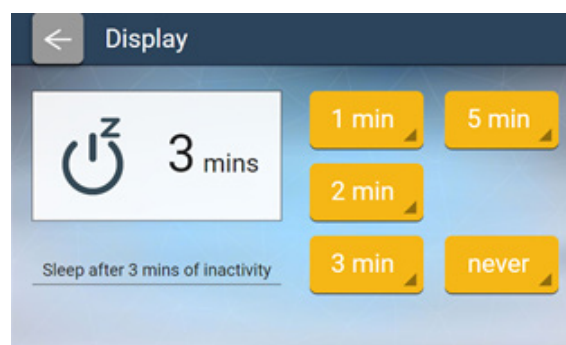 Display
z
3 mins
Sleep after 3 mins of inactivity
1 min
5 min
2 min
3 min
never